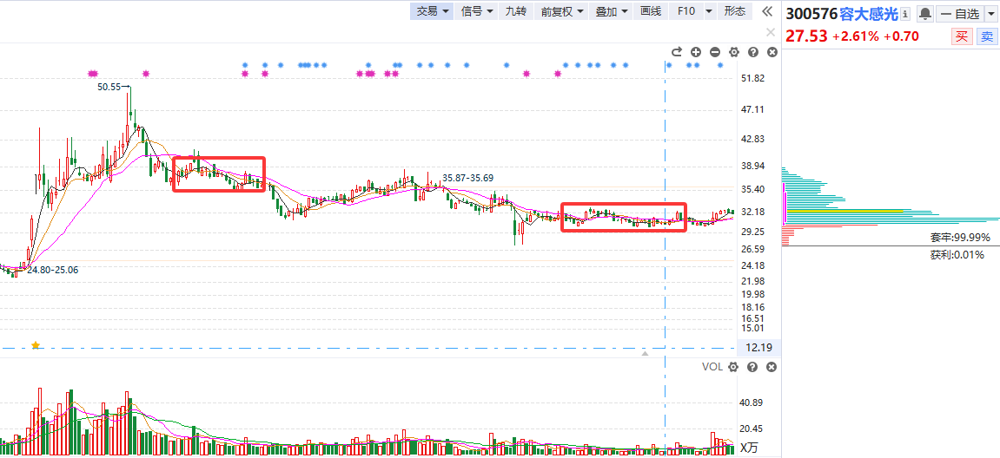 交易 信号 九转 前复权 叠加 画线 F10 形态
300576 容大感光 自选
27.53 +2.61% +0.70 买 卖
51.82
50.55
47.11
42.83
38.94
35.87-35.69
35.40
32.18
29.25
套牢:99.99%
26.59
获利:0.01%
24.80-25.06
24.18
21.98
19.98
18.16
16.51
15.01
12.19
VOL
40.89
20.45
X万